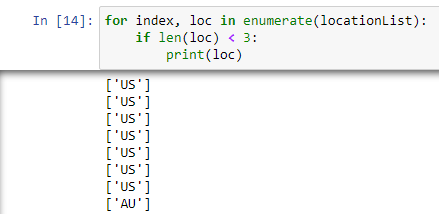 In [14]: for index, loc in enumerate(locationList):
    if len(loc) < 3:
        print(loc)
['US']
['US']
['US']
['US']
['US']
['US']
['US']
['AU']